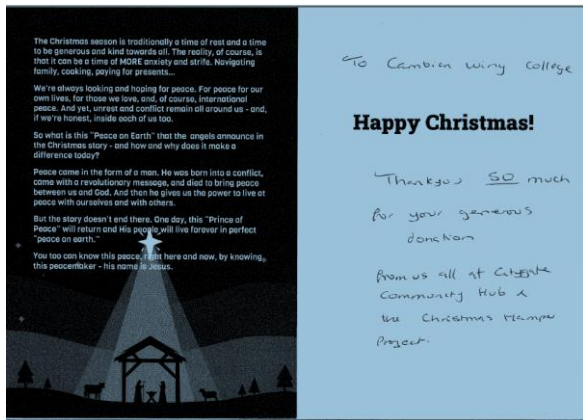 The Christmas season is traditionally a time of rest and a time
to be generous and kind towards all. The reality, of course, is
that it can be a time of MORE anxiety and strife. Navigating
family, cooking, paying for presents...
We're always looking and hoping for peace. For peace for our
own lives, for those we love, and, of course, international
peace. And yet, unrest and conflict remain all around us - and,
if we're honest, inside each of us too.
So what is this "Peace on Earth" that the angels announce in
the Christmas story - and how and why does it make a
difference today?
Peace came in the form of a man. He was born into a conflict,
came with a revolutionary message, and died to bring peace
between us and God. And then he gives us the power to live at
peace with ourselves and with others.
But the story doesn't end there. One day, this "Prince of
Peace" will return and His people will live forever in perfect
"peace on earth."
You too can know this peace, right here and now, by knowing
this peacemaker - his name is Jesus.
To Cambian Wing College
Happy Christmas!
Thankyou SO much
for your generous
donation
from us all at Citygate
Community Hub &
the Christmas Hamper
Project.